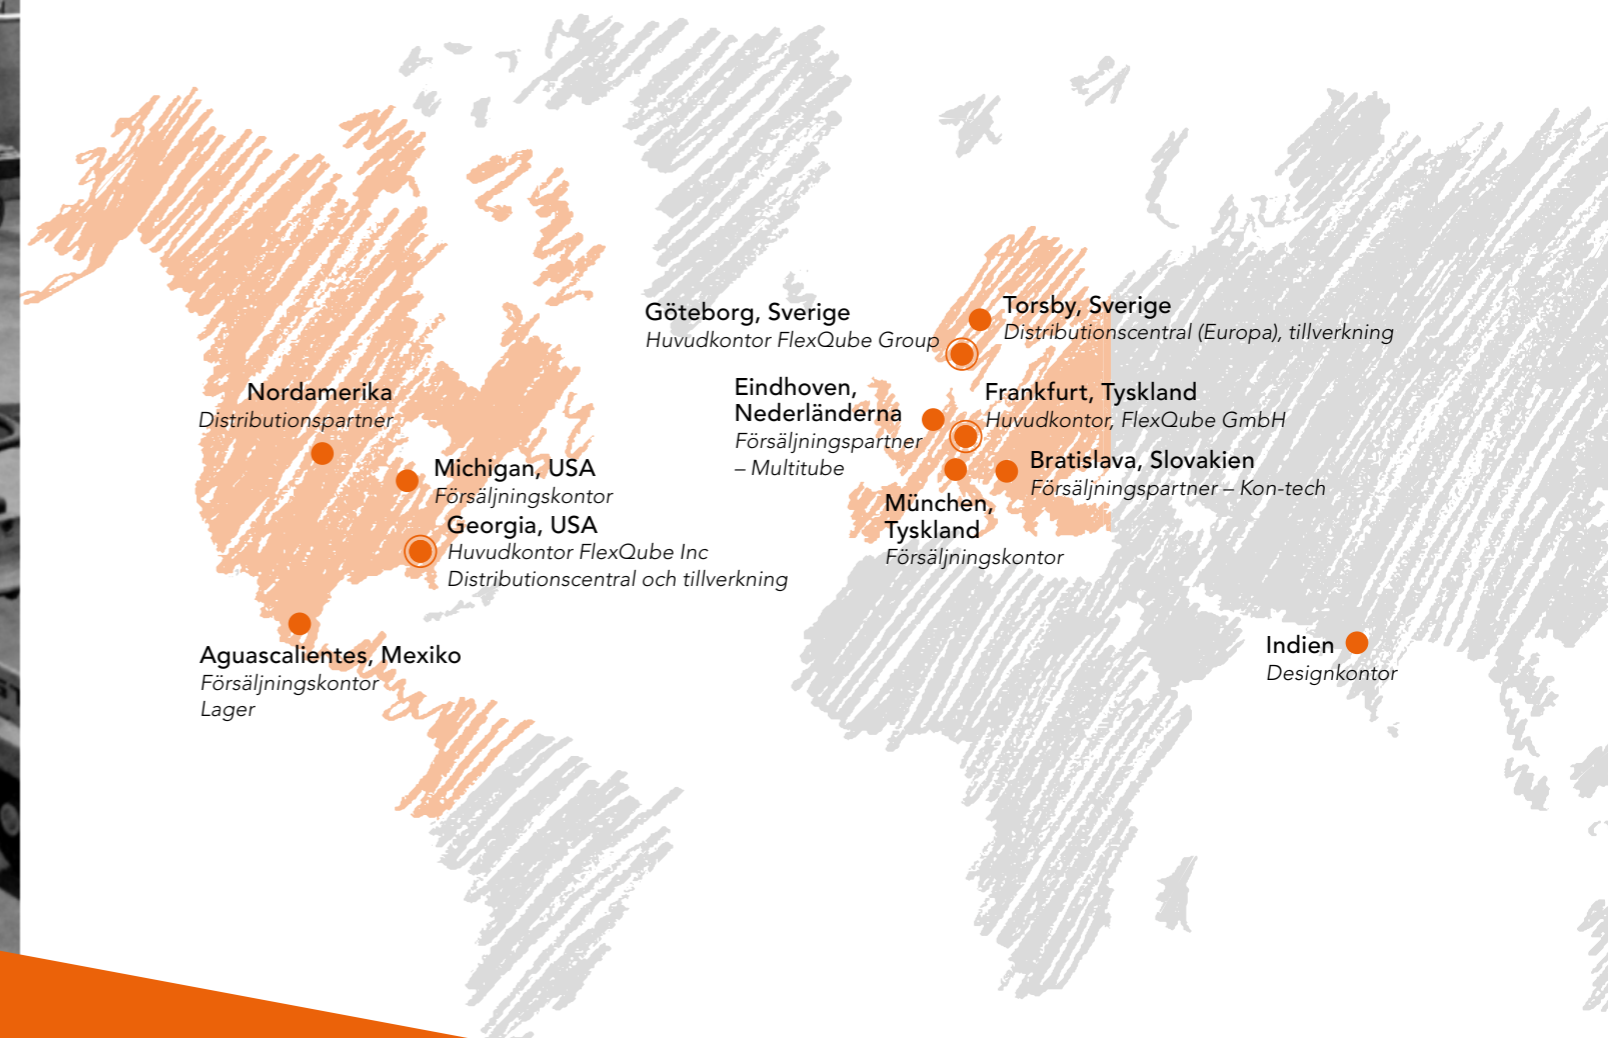 Göteborg, Sverige
Huvudkontor FlexQube Group
Torsby, Sverige
Distributionscentral (Europa), tillverkning
Nordamerika
Distributionspartner
Eindhoven,
Nederländerna
Försäljningspartner
– Multitube
Frankfurt, Tyskland
Huvudkontor, FlexQube GmbH
Michigan, USA
Försäljningskontor
Bratislava, Slovakien
Försäljningspartner – Kon-tech
Georgia, USA
Huvudkontor FlexQube Inc
Distributionscentral och tillverkning
München,
Tyskland
Försäljningskontor
Aguascalientes, Mexiko
Försäljningskontor
Lager
Indien
Designkontor